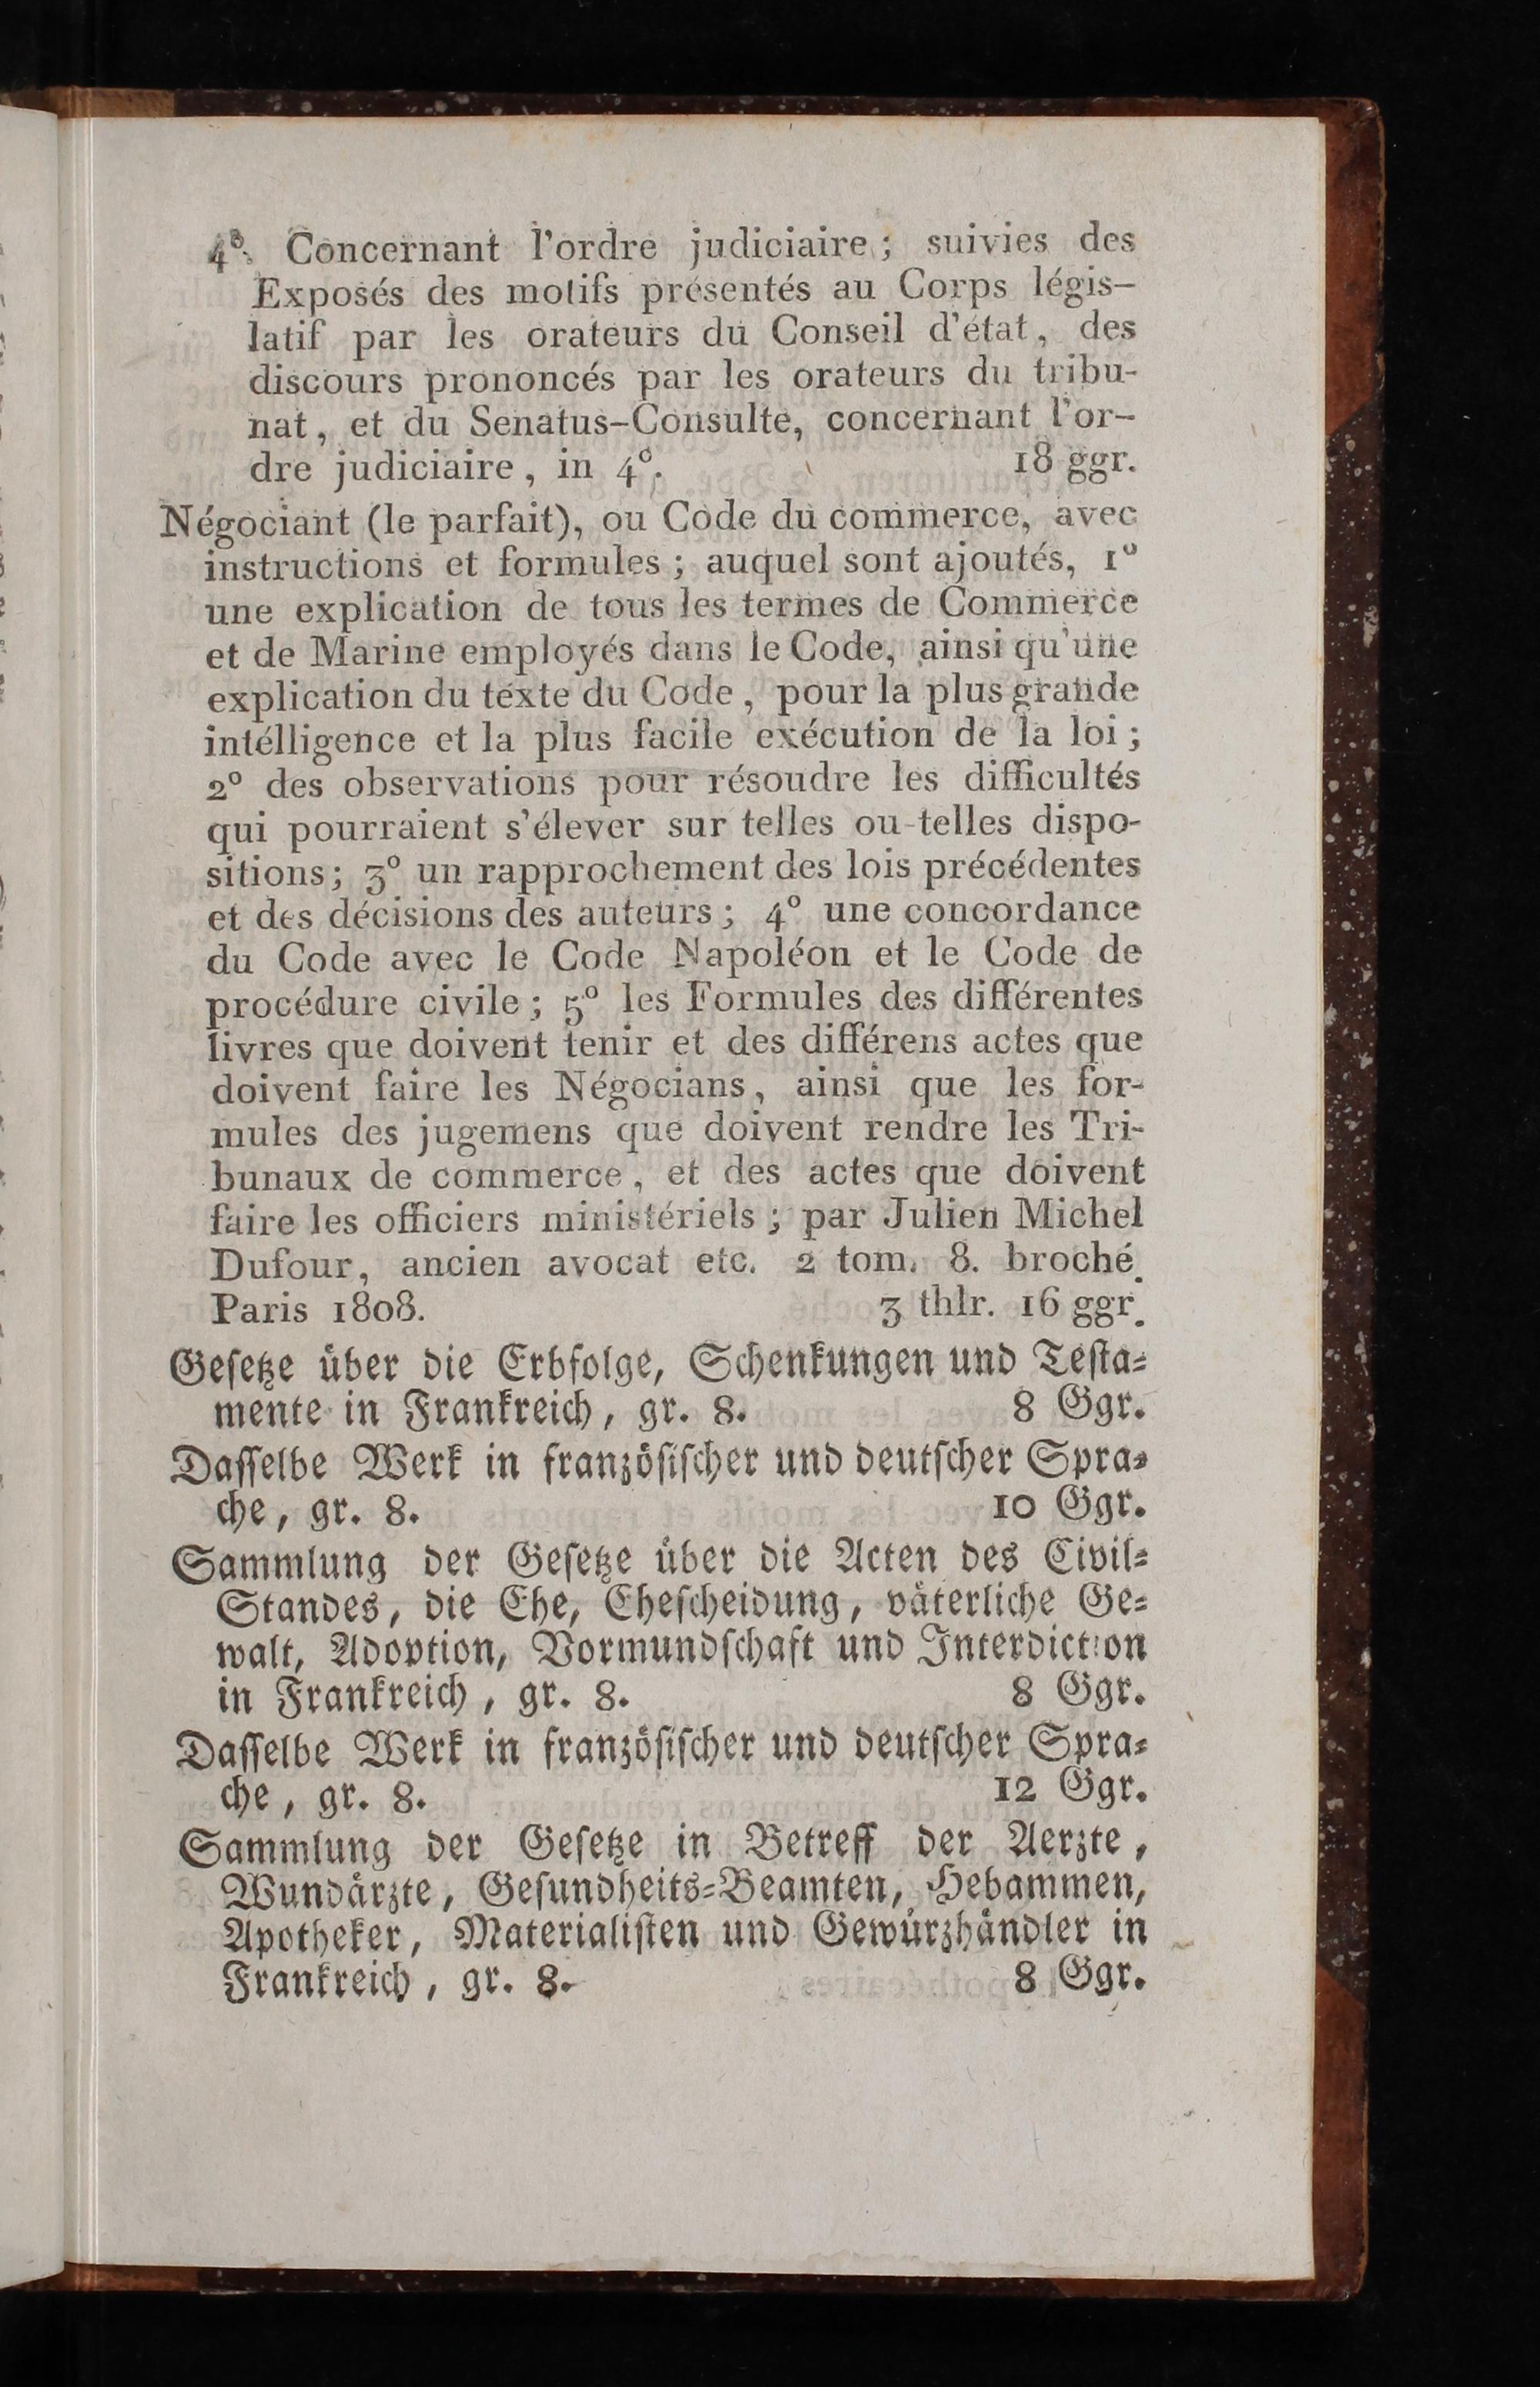 4º. Concernant l'ordre judiciaire; suivies des
Exposés des motifs présentés au Corps légis-
latif par les orateurs du Conseil d'état, des
discours prononcés par les orateurs du tribu-
nat, et du Senatus-Consulte, concernant l'or-
dre judiciaire, in 4º. 18 ggr.
Négociant (le parfait), ou Code du commerce, avec
instructions et formules; auquel sont ajoutés, 1º
une explication de tous les termes de Commerce
et de Marine employés dans le Code, ainsi qu'une
explication du téxte du Code, pour la plus grande
intélligence et la plus facile exécution de la loi;
2º des observations pour résoudre les difficultés
qui pourraient s'élever sur telles ou telles dispo-
sitions; 3º un rapprochement des lois précédentes
et des décisions des auteurs; 4º une concordance
du Code avec le Code Napoléon et le Code de
procédure civile; 5º les Formules des différentes
livres que doivent tenir et des différens actes que
doivent faire les Négocians, ainsi que les for-
mules des jugemens que doivent rendre les Tri-
bunaux de commerce, et des actes que doivent
faire les officiers ministériels; par Julien Michel
Dufour, ancien avocat etc. 2 tom. 8. broché.
Paris 1808. 3 thlr. 16 ggr.
Geſetze über die Erbfolge, Schenkungen und Teſta-
mente in Frankreich, gr. 8. 8 Ggr.
Daſſelbe Werk in französiſcher und deutſcher Spra-
che, gr. 8. 10 Ggr.
Sammlung der Geſetze über die Acten des Civil-
Standes, die Ehe, Eheſcheidung, väterliche Ge-
walt, Adoption, Vormundſchaft und Interdiction
in Frankreich, gr. 8. 8 Ggr.
Daſſelbe Werk in französiſcher und deutſcher Spra-
che, gr. 8. 12 Ggr.
Sammlung der Geſetze in Betreff der Aerzte,
Wundärzte, Geſundheits-Beamten, Hebammen,
Apotheker, Materialiſten und Gewürzhändler in
Frankreich, gr. 8. 8 Ggr.